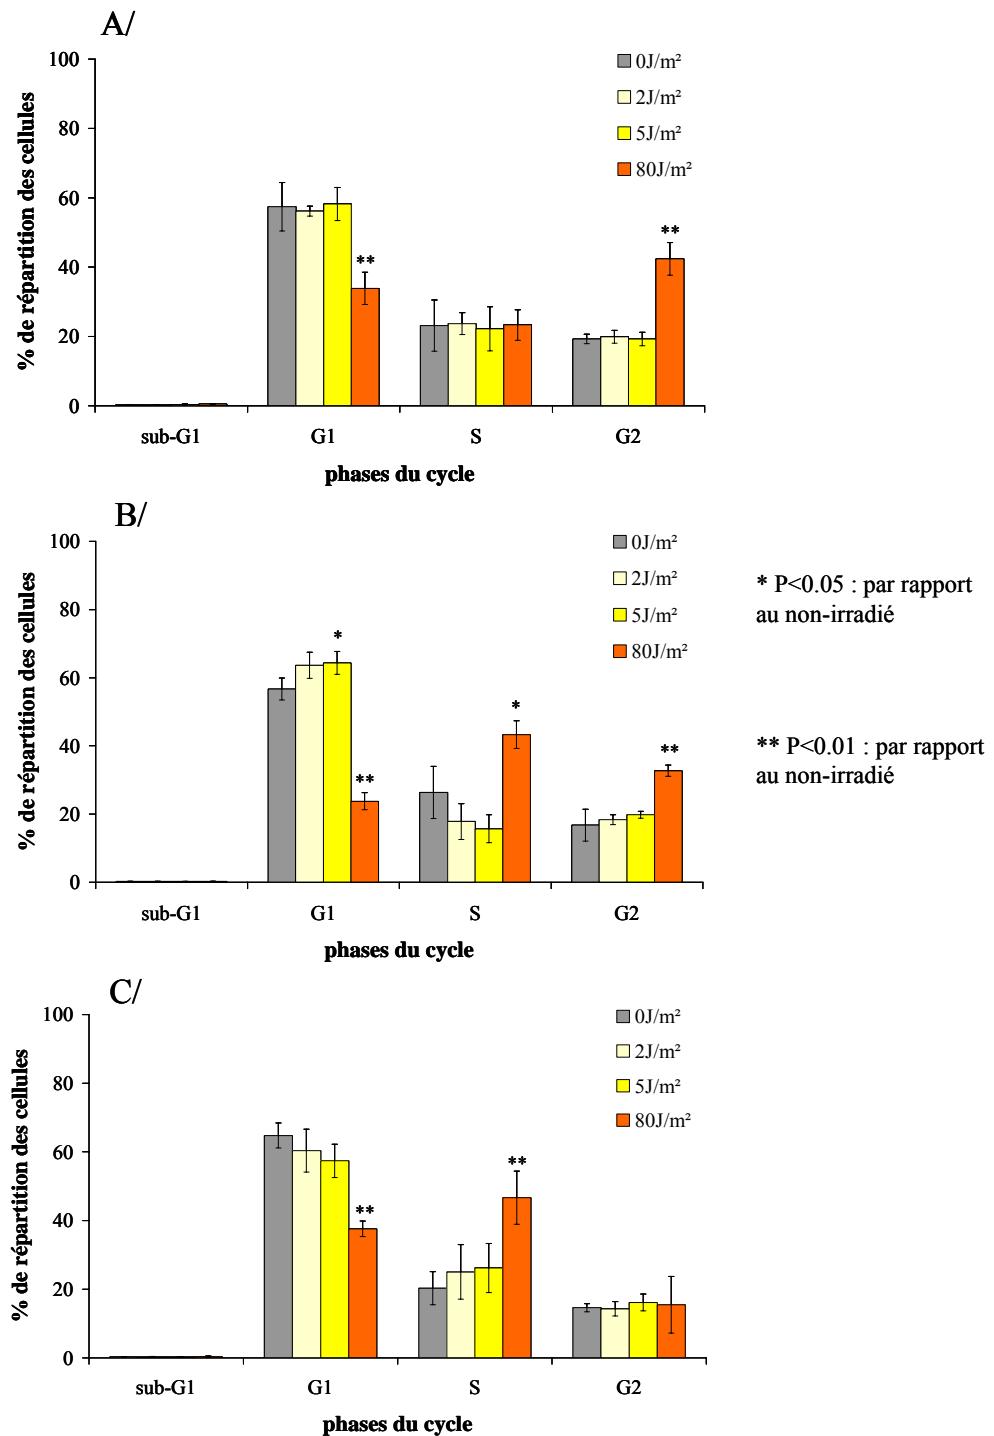 A/
% de répartition des cellules
100
80
60
40
20
0
0J/m²
2J/m²
5J/m²
80J/m²
**
**
sub-G1 G1 S G2
phases du cycle
B/
% de répartition des cellules
100
80
60
40
20
0
0J/m²
2J/m²
5J/m²
80J/m²
*
**
*
**
sub-G1 G1 S G2
phases du cycle
* P<0.05 : par rapport
au non-irradié
** P<0.01 : par rapport
au non-irradié
C/
% de répartition des cellules
100
80
60
40
20
0
0J/m²
2J/m²
5J/m²
80J/m²
**
**
sub-G1 G1 S G2
phases du cycle